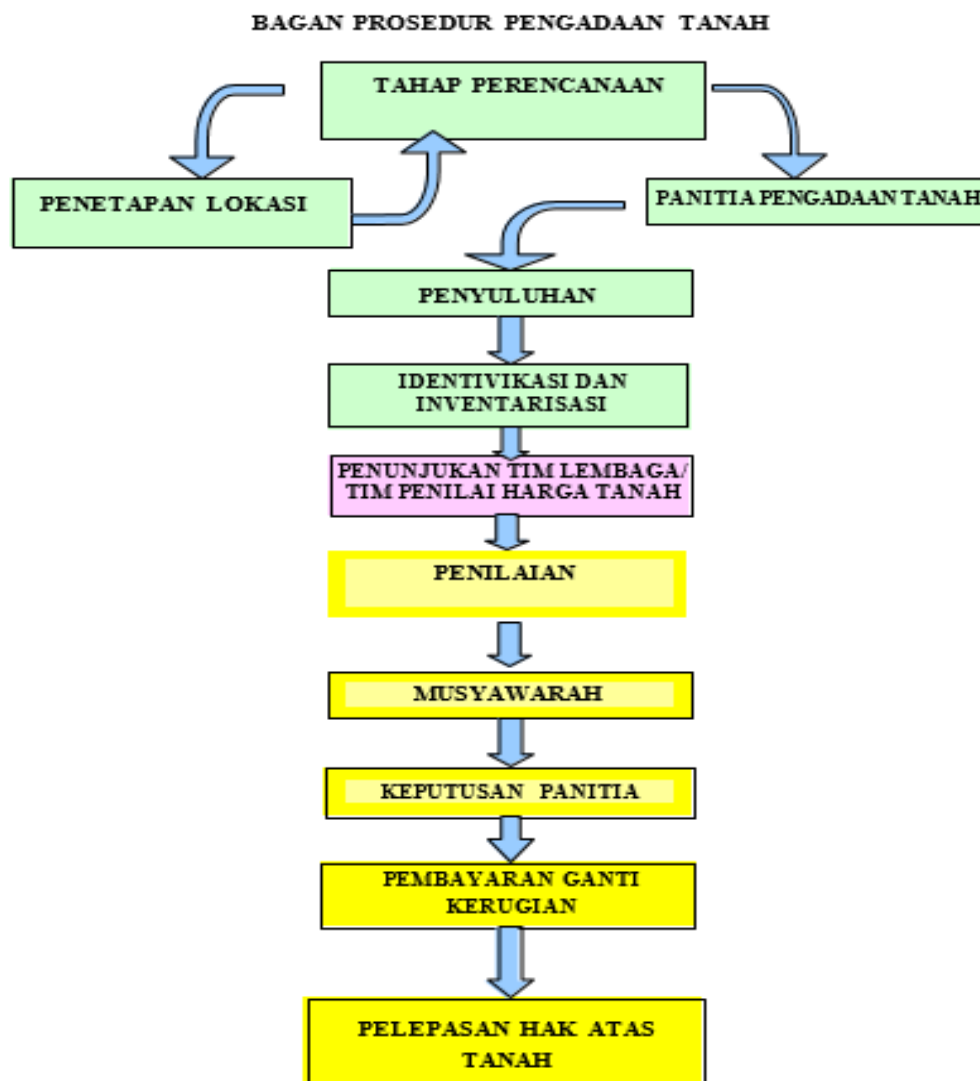 BAGAN PROSEDUR PENGADAAN TANAH
TAHAP PERENCANAAN
PENETAPAN LOKASI
PANITIA PENGADAAN TANAH
PENYULUHAN
IDENTIVIKASI DAN
INVENTARISASI
PENUNJUKAN TIM LEMBAGA/
TIM PENILAI HARGA TANAH
PENILAIAN
MUSYAWARAH
KEPUTUSAN PANITIA
PEMBAYARAN GANTI
KERUGIAN
PELEPASAN HAK ATAS
TANAH